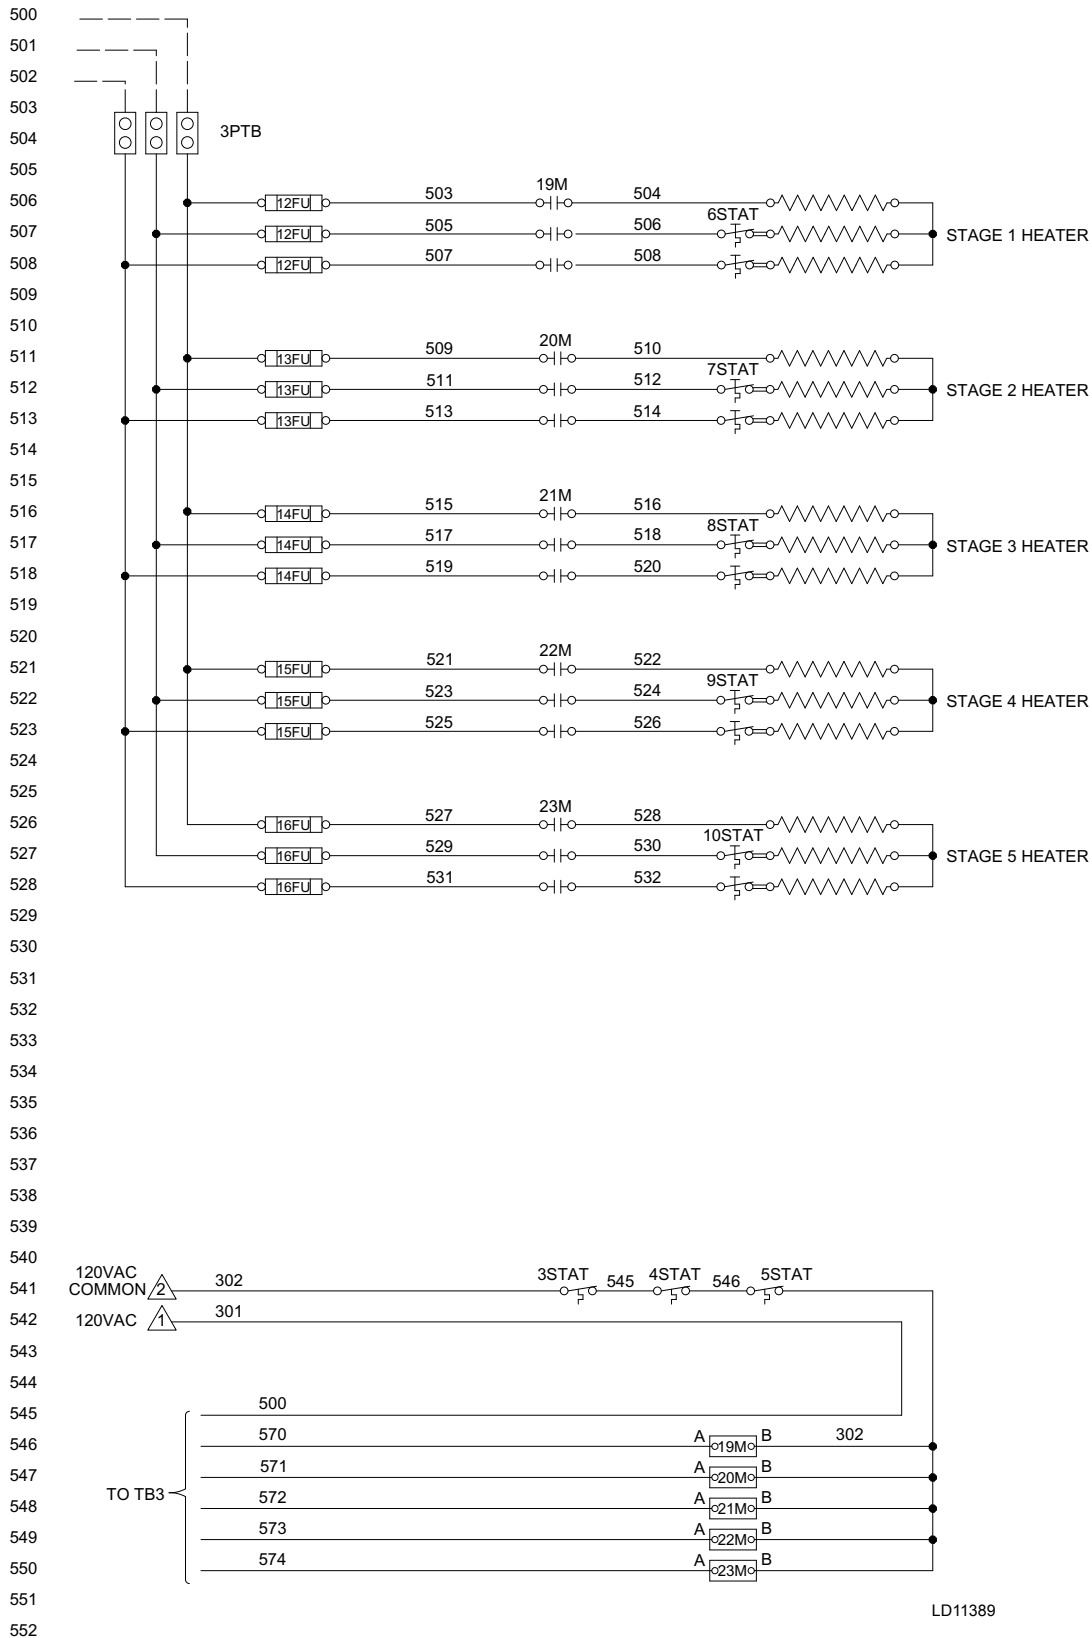 500
501
502
503
504 3PTB
505
506 12FU 503 19M 504
507 12FU 505 506 6STAT STAGE 1 HEATER
508 12FU 507 508
509
510
511 13FU 509 20M 510
512 13FU 511 512 7STAT STAGE 2 HEATER
513 13FU 513 514
514
515
516 14FU 515 21M 516
517 14FU 517 518 8STAT STAGE 3 HEATER
518 14FU 519 520
519
520
521 15FU 521 22M 522
522 15FU 523 524 9STAT STAGE 4 HEATER
523 15FU 525 526
524
525
526 16FU 527 23M 528
527 16FU 529 530 10STAT STAGE 5 HEATER
528 16FU 531 532
529
530
531
532
533
534
535
536
537
538
539
540
541 120VAC COMMON 2 302 3STAT 545 4STAT 546 5STAT
542 120VAC 1 301
543
544
545 500
546 570 A 19M B 302
547 571 A 20M B
548 TO TB3 572 A 21M B
549 573 A 22M B
550 574 A 23M B
551
LD11389
552